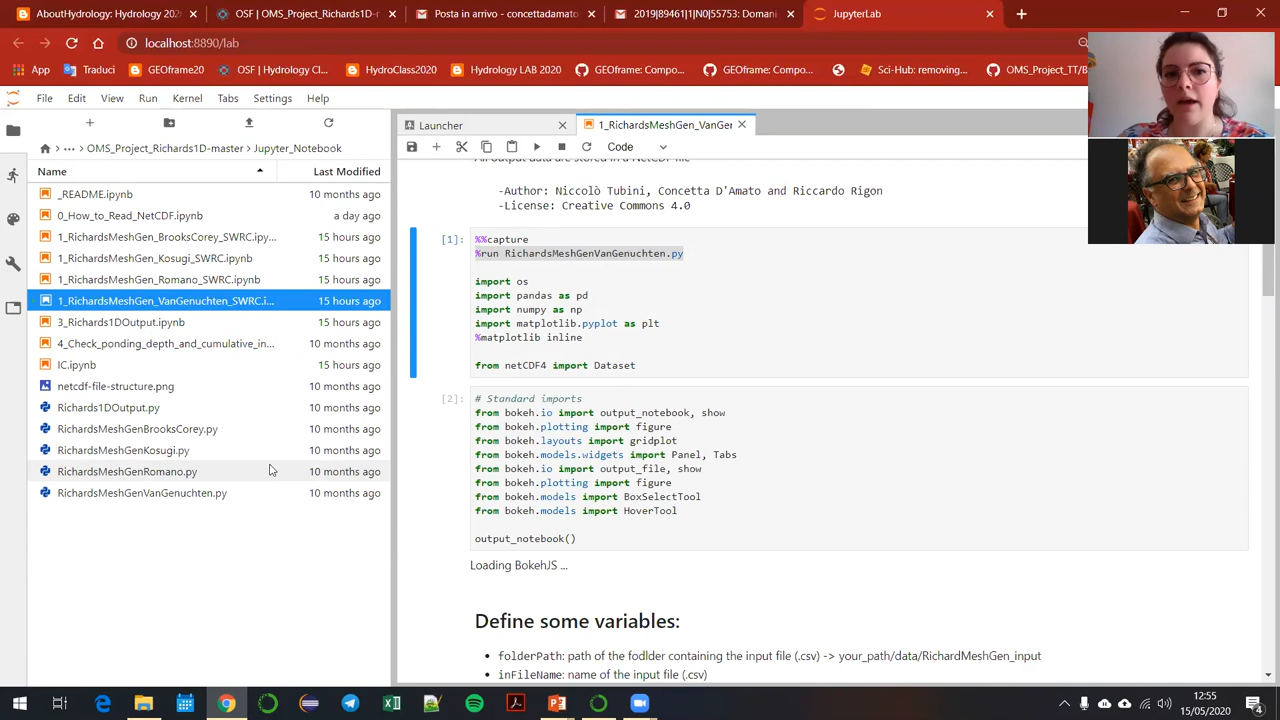 AboutHydrology: Hydrology 2020
OSF | OMS_Project_Richards1D-r
Posta in arrivo - concettadamato
2019|89461|1|N0|55753: Domani
JupyterLab
localhost:8890/lab
App
Traduci
GEOframe20
OSF | Hydrology Cl...
HydroClass2020
Hydrology LAB 2020
GEOframe: Compo...
GEOframe: Compo...
Sci-Hub: removing...
OMS_Project_TT/B
File Edit View Run Kernel Tabs Settings Help
Launcher
1_RichardsMeshGen_VanGer
Code
... OMS_Project_Richards1D-master / Jupyter_Notebook
Name Last Modified
_README.ipynb 10 months ago
0_How_to_Read_NetCDF.ipynb a day ago
1_RichardsMeshGen_BrooksCorey_SWRC.ipy... 15 hours ago
1_RichardsMeshGen_Kosugi_SWRC.ipynb 15 hours ago
1_RichardsMeshGen_Romano_SWRC.ipynb 15 hours ago
1_RichardsMeshGen_VanGenuchten_SWRC.i... 15 hours ago
3_Richards1DOutput.ipynb 15 hours ago
4_Check_ponding_depth_and_cumulative_in... 10 months ago
IC.ipynb 15 hours ago
netcdf-file-structure.png 10 months ago
Richards1DOutput.py 10 months ago
RichardsMeshGenBrooksCorey.py 10 months ago
RichardsMeshGenKosugi.py 10 months ago
RichardsMeshGenRomano.py 10 months ago
RichardsMeshGenVanGenuchten.py 10 months ago
All output data are stored in a NetCDF file
-Author: Niccolò Tubini, Concetta D'Amato and Riccardo Rigon
-License: Creative Commons 4.0
[1]: %%capture
%run RichardsMeshGenVanGenuchten.py
import os
import pandas as pd
import numpy as np
import matplotlib.pyplot as plt
%matplotlib inline
from netCDF4 import Dataset
[2]: # Standard imports
from bokeh.io import output_notebook, show
from bokeh.plotting import figure
from bokeh.layouts import gridplot
from bokeh.models.widgets import Panel, Tabs
from bokeh.io import output_file, show
from bokeh.plotting import figure
from bokeh.models import BoxSelectTool
from bokeh.models import HoverTool
output_notebook()
Loading BokehJS ...
Define some variables:
• folderPath: path of the fodlder containing the input file (.csv) -> your_path/data/RichardMeshGen_input
• inFileName: name of the input file (.csv)
12:55
15/05/2020
4